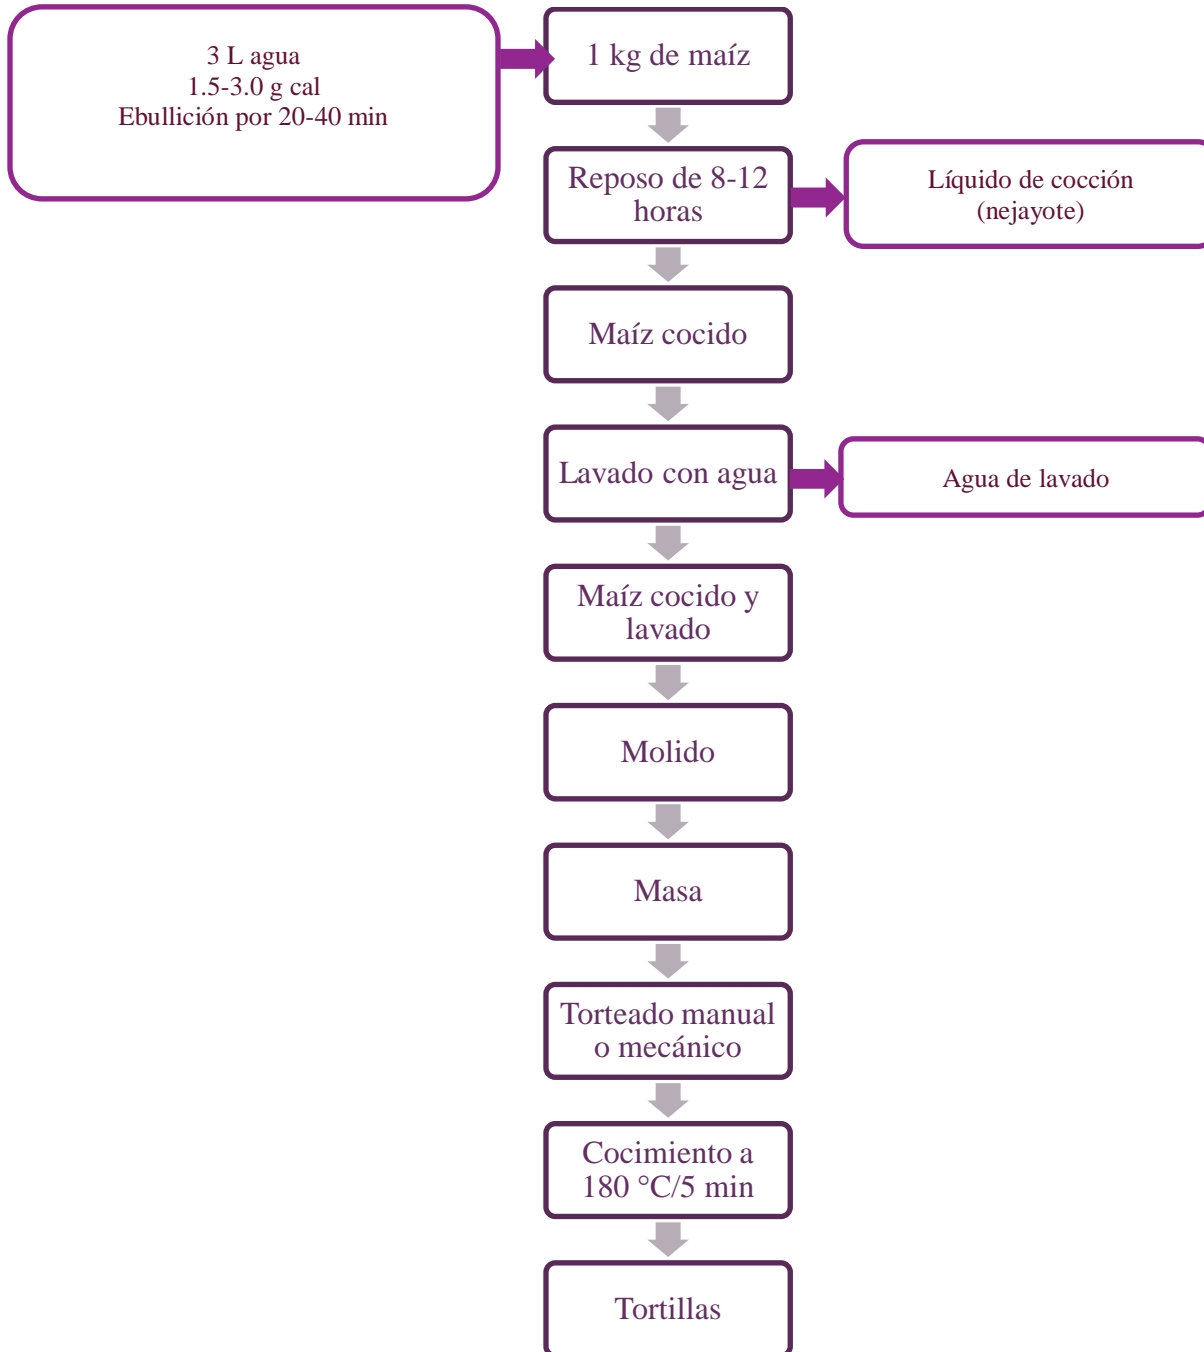 3 L agua
1.5-3.0 g cal
Ebullición por 20-40 min
1 kg de maíz
Reposo de 8-12
horas
Líquido de cocción
(nejayote)
Maíz cocido
Lavado con agua
Agua de lavado
Maíz cocido y
lavado
Molido
Masa
Torteado manual
o mecánico
Cocimiento a
180 °C/5 min
Tortillas